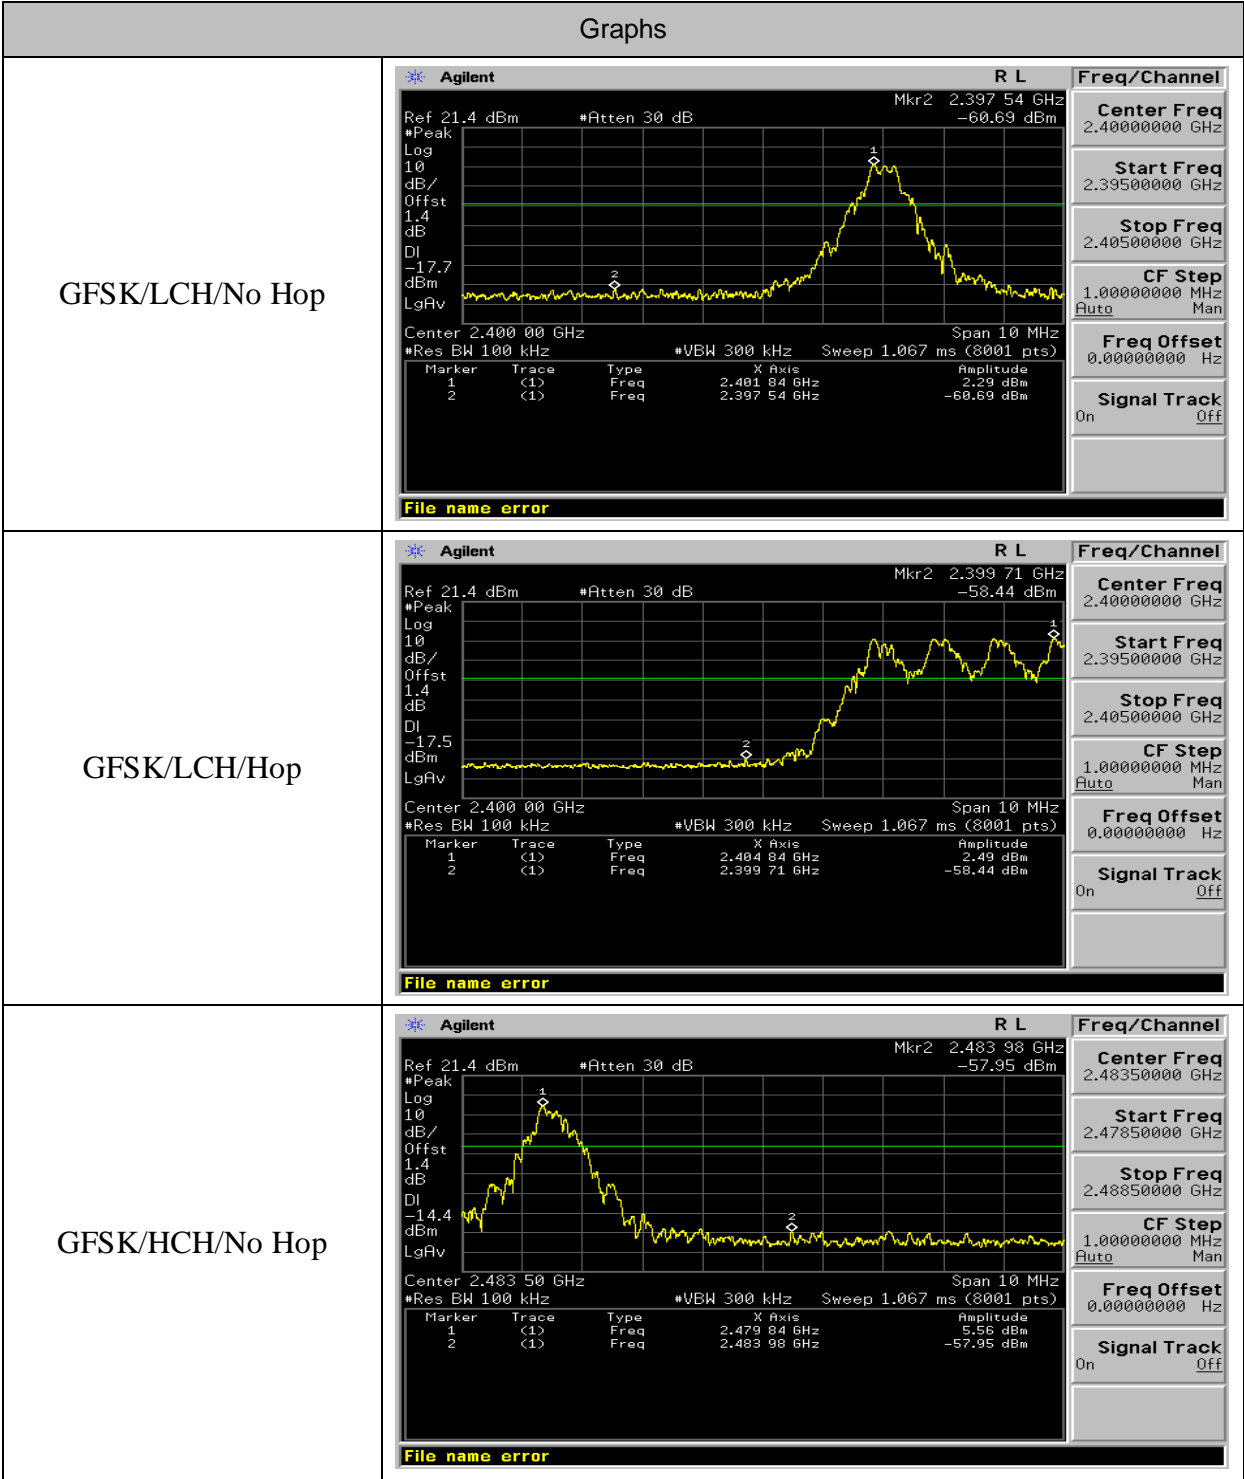 Graphs
GFSK/LCH/No Hop
Agilent R L Freq/Channel
Mkr2 2.397 54 GHz
Ref 21.4 dBm #Atten 30 dB -60.69 dBm
#Peak
Log
10
dB/
Offst
1.4
dB
DI
-17.7
dBm
LgAv
1
2
Center 2.400 00 GHz Span 10 MHz
#Res BW 100 kHz #VBW 300 kHz Sweep 1.067 ms (8001 pts)
Marker Trace Type X Axis Amplitude
1 (1) Freq 2.401 84 GHz 2.29 dBm
2 (1) Freq 2.397 54 GHz -60.69 dBm
File name error
Center Freq
2.40000000 GHz
Start Freq
2.39500000 GHz
Stop Freq
2.40500000 GHz
CF Step
1.00000000 MHz
Auto Man
Freq Offset
0.00000000 Hz
Signal Track
On Off
GFSK/LCH/Hop
Agilent R L Freq/Channel
Mkr2 2.399 71 GHz
Ref 21.4 dBm #Atten 30 dB -58.44 dBm
#Peak
Log
10
dB/
Offst
1.4
dB
DI
-17.5
dBm
LgAv
1
2
Center 2.400 00 GHz Span 10 MHz
#Res BW 100 kHz #VBW 300 kHz Sweep 1.067 ms (8001 pts)
Marker Trace Type X Axis Amplitude
1 (1) Freq 2.404 84 GHz 2.49 dBm
2 (1) Freq 2.399 71 GHz -58.44 dBm
File name error
Center Freq
2.40000000 GHz
Start Freq
2.39500000 GHz
Stop Freq
2.40500000 GHz
CF Step
1.00000000 MHz
Auto Man
Freq Offset
0.00000000 Hz
Signal Track
On Off
GFSK/HCH/No Hop
Agilent R L Freq/Channel
Mkr2 2.483 98 GHz
Ref 21.4 dBm #Atten 30 dB -57.95 dBm
#Peak
Log
10
dB/
Offst
1.4
dB
DI
-14.4
dBm
LgAv
1
2
Center 2.483 50 GHz Span 10 MHz
#Res BW 100 kHz #VBW 300 kHz Sweep 1.067 ms (8001 pts)
Marker Trace Type X Axis Amplitude
1 (1) Freq 2.479 84 GHz 5.56 dBm
2 (1) Freq 2.483 98 GHz -57.95 dBm
File name error
Center Freq
2.48350000 GHz
Start Freq
2.47850000 GHz
Stop Freq
2.48850000 GHz
CF Step
1.00000000 MHz
Auto Man
Freq Offset
0.00000000 Hz
Signal Track
On Off